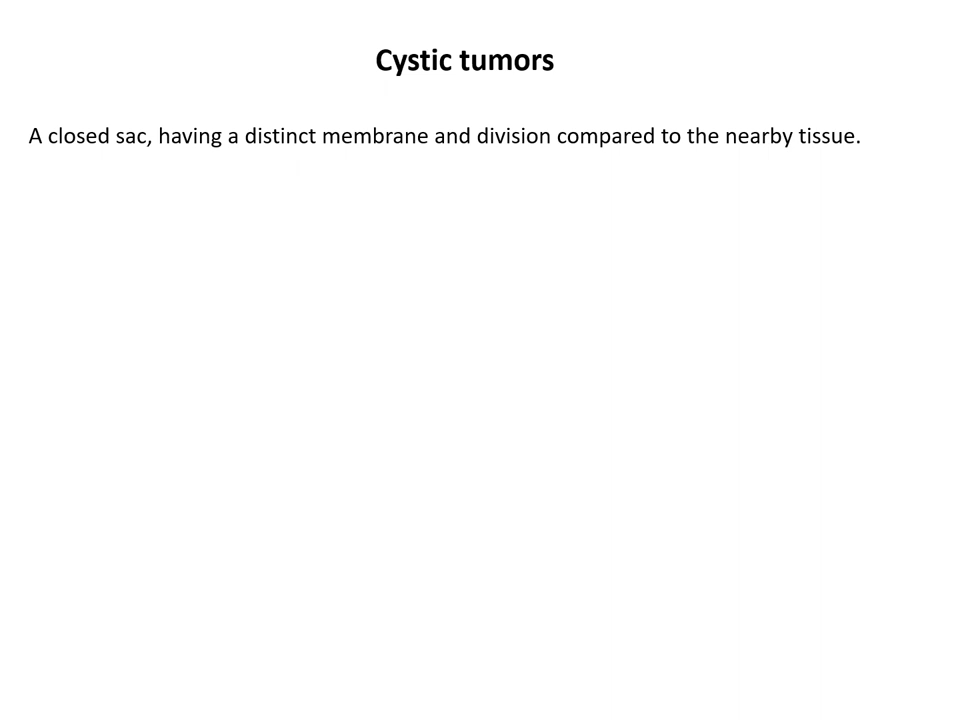 Cystic tumors
A closed sac, having a distinct membrane and division compared to the nearby tissue.